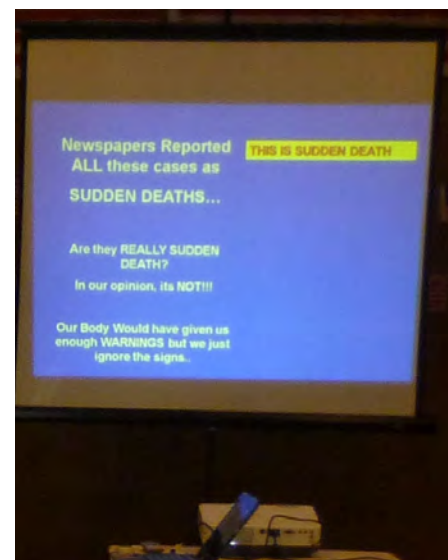 Newspapers Reported
ALL these cases as
SUDDEN DEATHS...
THIS IS SUDDEN DEATH
Are they REALLY SUDDEN
DEATH?
In our opinion, its NOT!!!
Our Body Would have given us
enough WARNINGS but we just
ignore the signs..